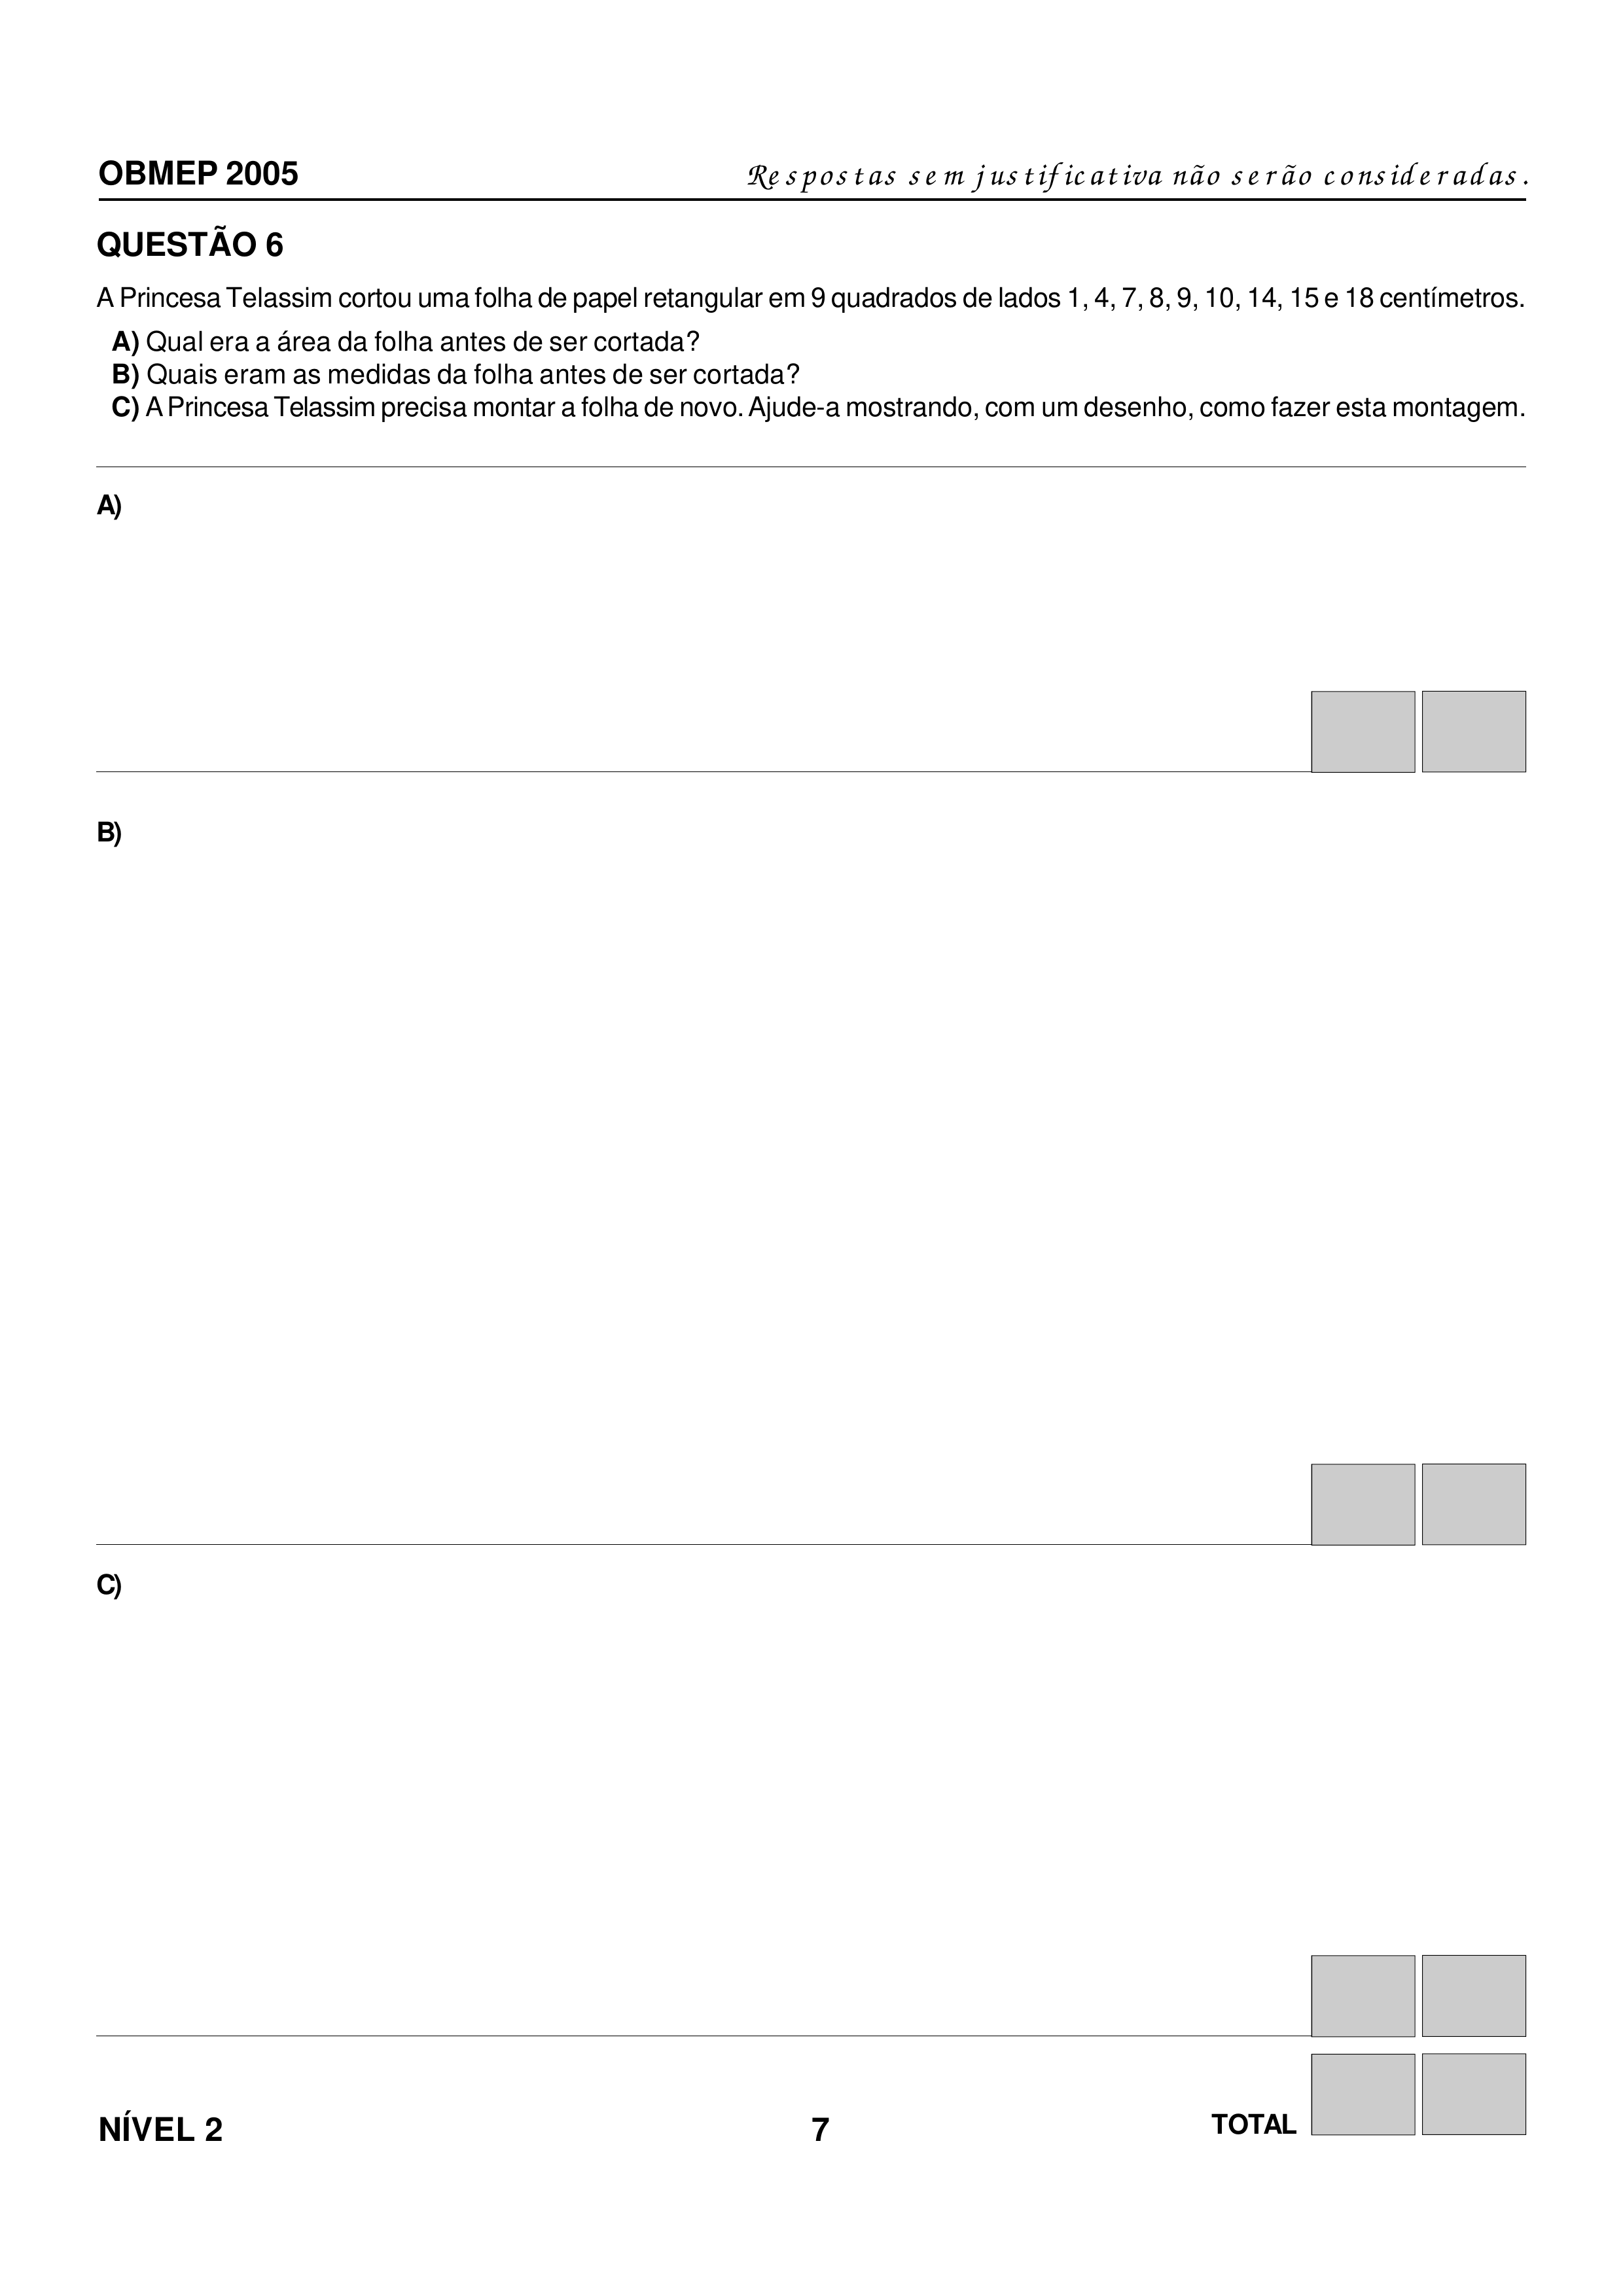 OBMEP 2005
Respostas sem justificativa não serão consideradas.
QUESTÃO 6
A Princesa Telassim cortou uma folha de papel retangular em 9 quadrados de lados 1, 4, 7, 8, 9, 10, 14, 15 e 18 centímetros.
A) Qual era a área da folha antes de ser cortada?
B) Quais eram as medidas da folha antes de ser cortada?
C) A Princesa Telassim precisa montar a folha de novo. Ajude-a mostrando, com um desenho, como fazer esta montagem.
A)
B)
C)
TOTAL
NÍVEL 2
7